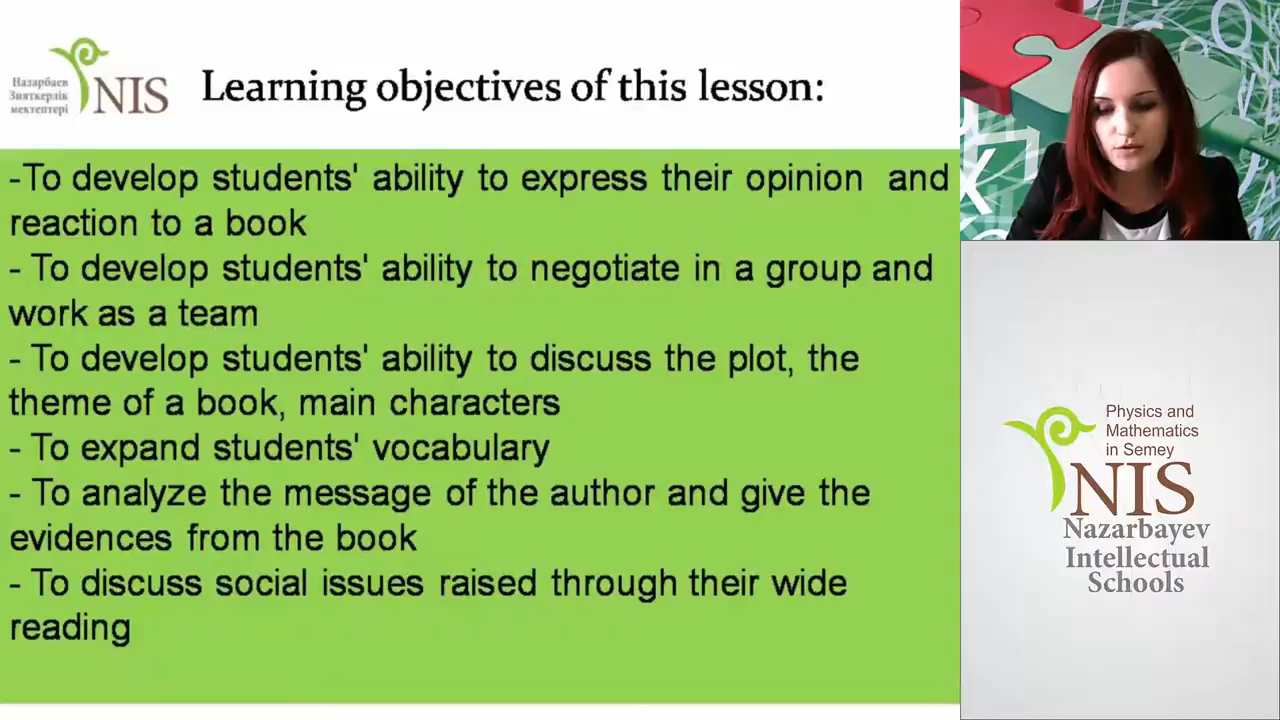 Назарбаев
Зияткерлік
мектептері
NIS
Learning objectives of this lesson:
-To develop students' ability to express their opinion and
reaction to a book
- To develop students' ability to negotiate in a group and
work as a team
- To develop students' ability to discuss the plot, the
theme of a book, main characters
- To expand students' vocabulary
- To analyze the message of the author and give the
evidences from the book
- To discuss social issues raised through their wide
reading
Physics and
Mathematics
in Semey
NIS
Nazarbayev
Intellectual
Schools